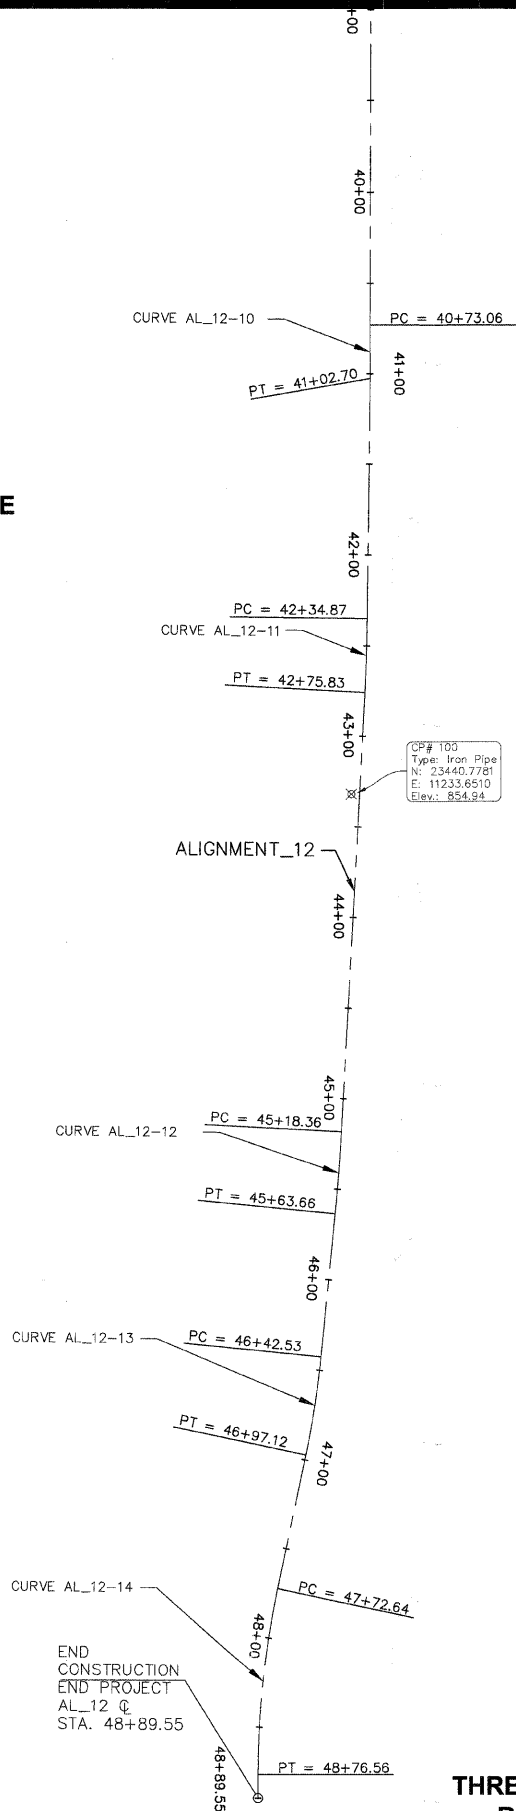 +00
40+00
CURVE AL_12-10
PC = 40+73.06
41+00
PT = 41+02.70
E
42+00
PC = 42+34.87
CURVE AL_12-11
PT = 42+75.83
43+00
CP# 100
Type: Iron Pipe
N: 23440.7781
E: 11233.6510
Elev.: 854.94
ALIGNMENT_12
44+00
45+00
PC = 45+18.36
CURVE AL_12-12
PT = 45+63.66
46+00
PC = 46+42.53
CURVE AL_12-13
PT = 46+97.12
47+00
CURVE AL_12-14
PC = 47+72.64
48+00
END
CONSTRUCTION
END PROJECT
AL_12 ℄
STA. 48+89.55
48+89.55
PT = 48+76.56
THRE